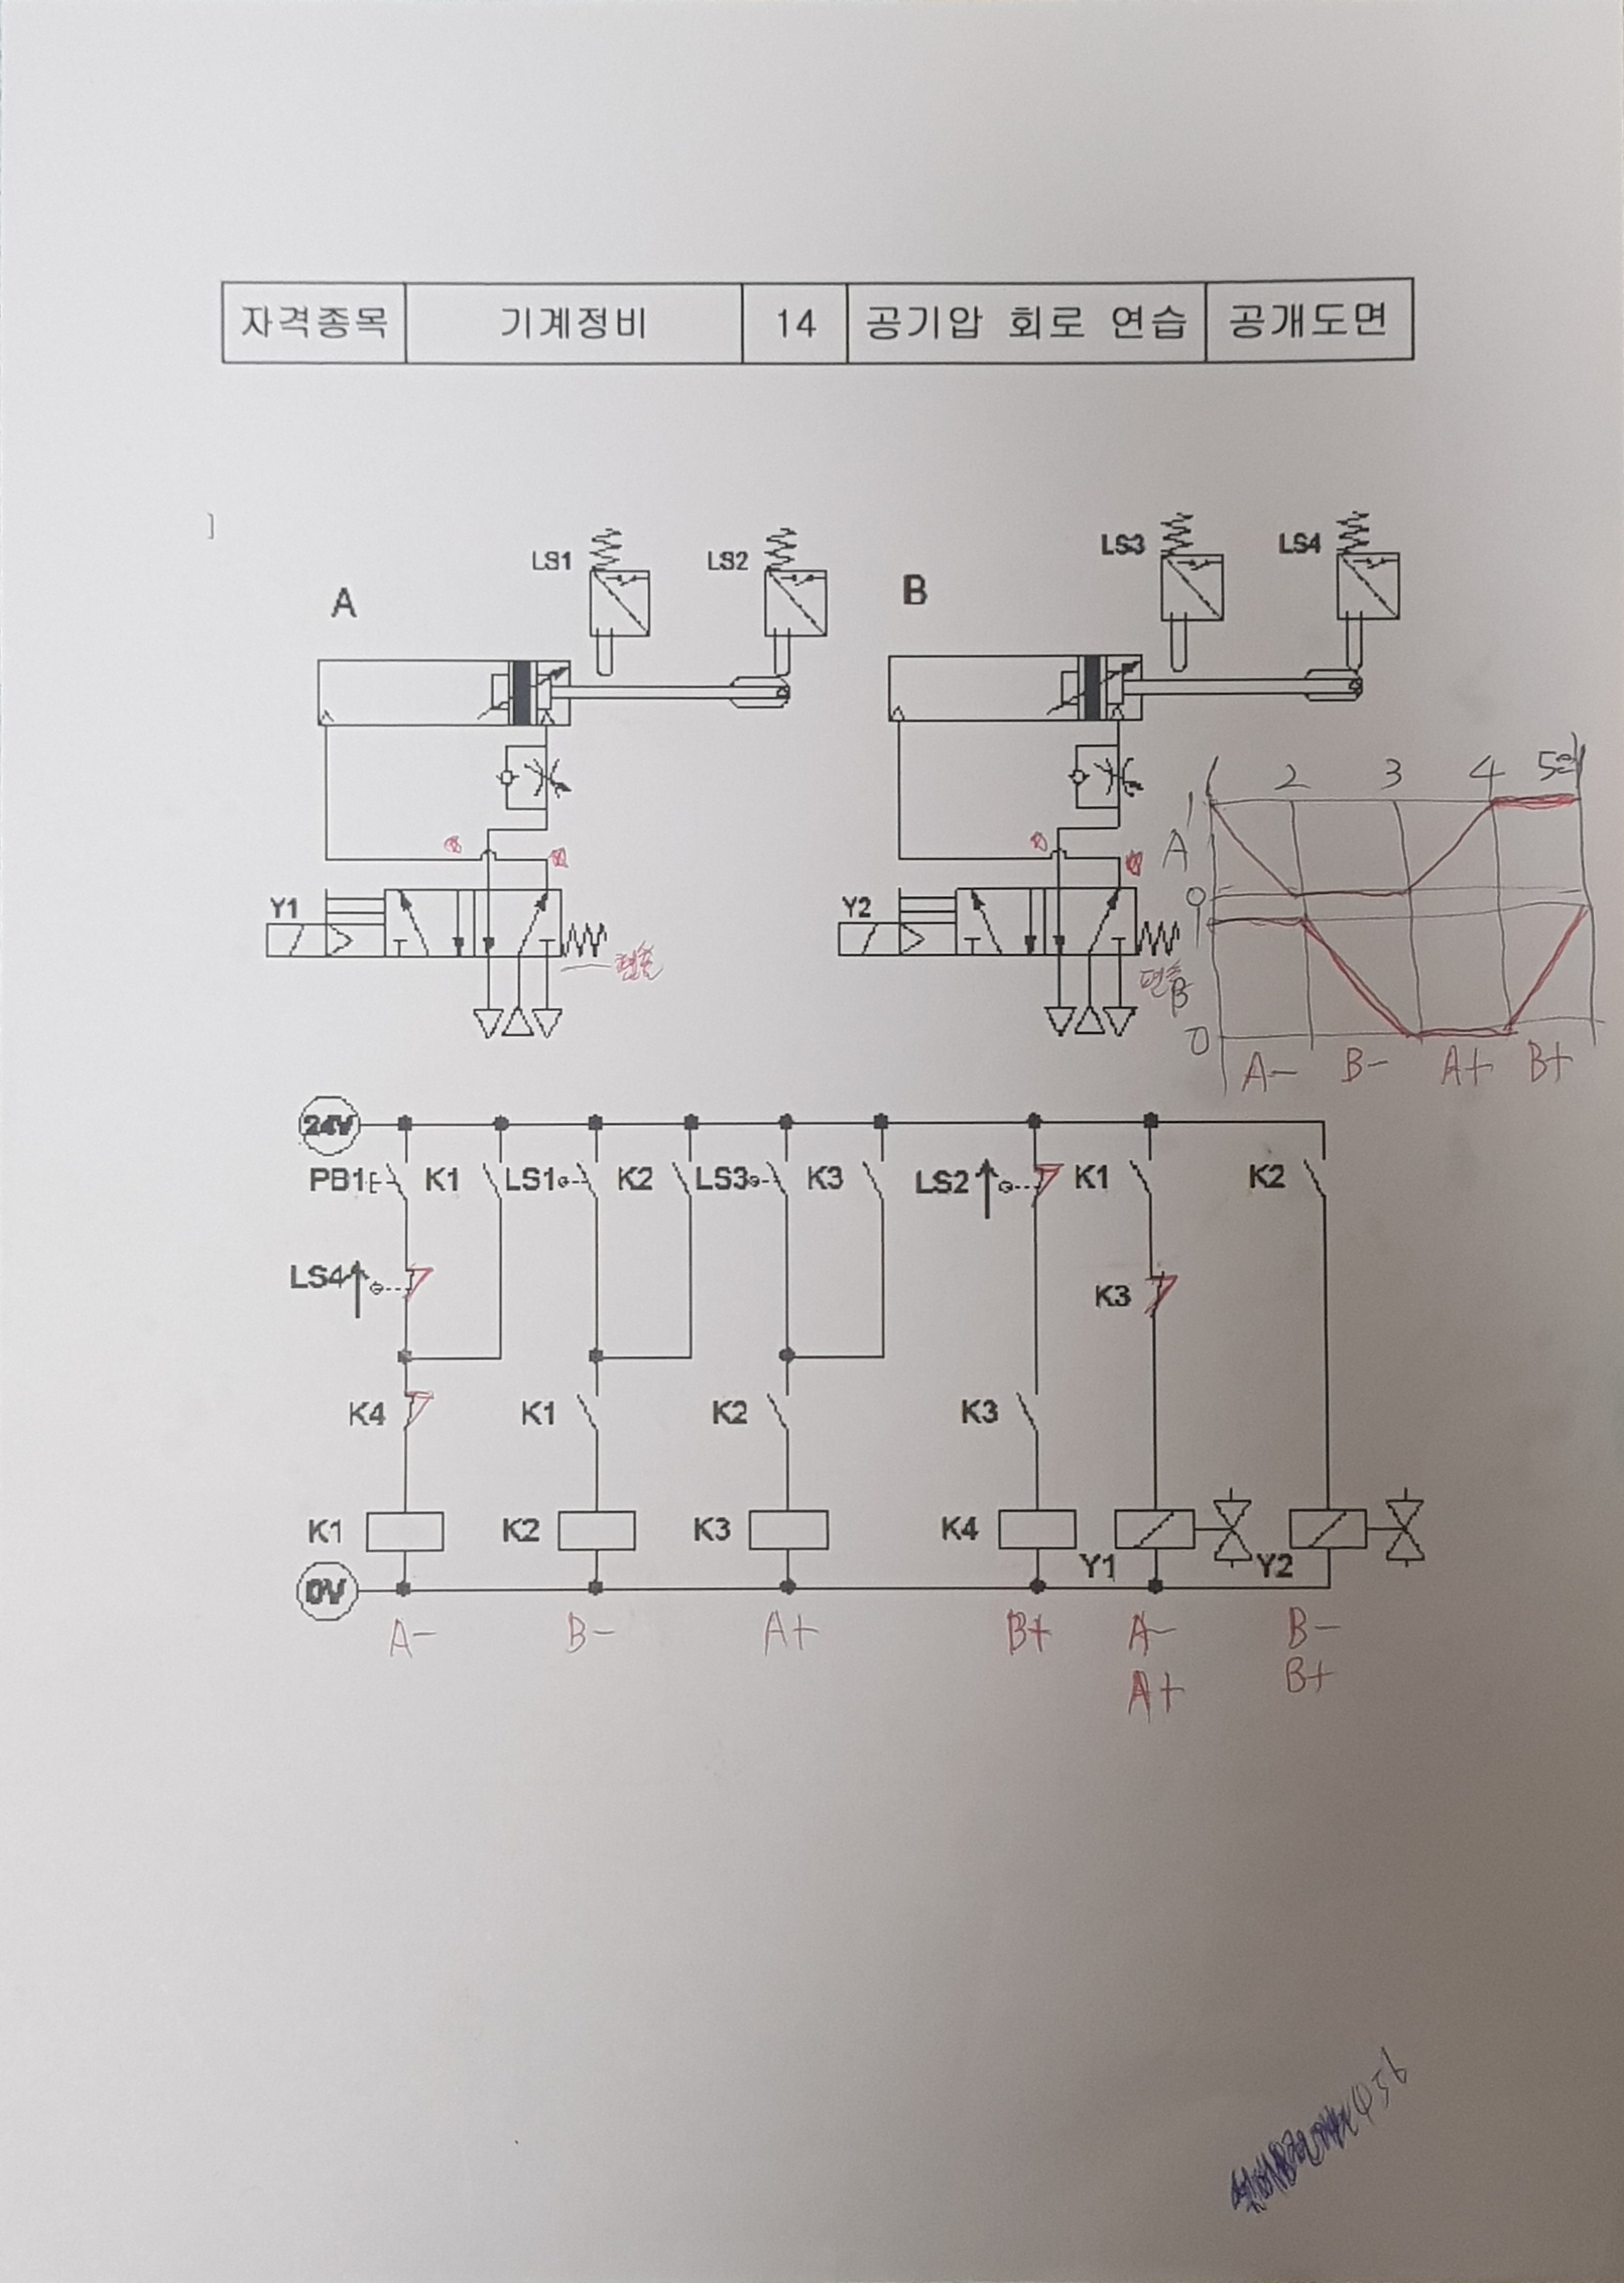 자격종목 기계정비 14 공기압 회로 연습 공개도면
LS1 LS2 LS3 LS4
A B
1 2 3 4 5=1
A
0
1
Y1 Y2
편솔 편솔
B
0
A- B- A+ B+
24V
PB1 K1 LS1 K2 LS3 K3 LS2 K1 K2
LS4 K3
K4 K1 K2 K3
K1 K2 K3 K4 Y1 Y2
0V
A- B- A+ B+ A- B-
A+ B+
456